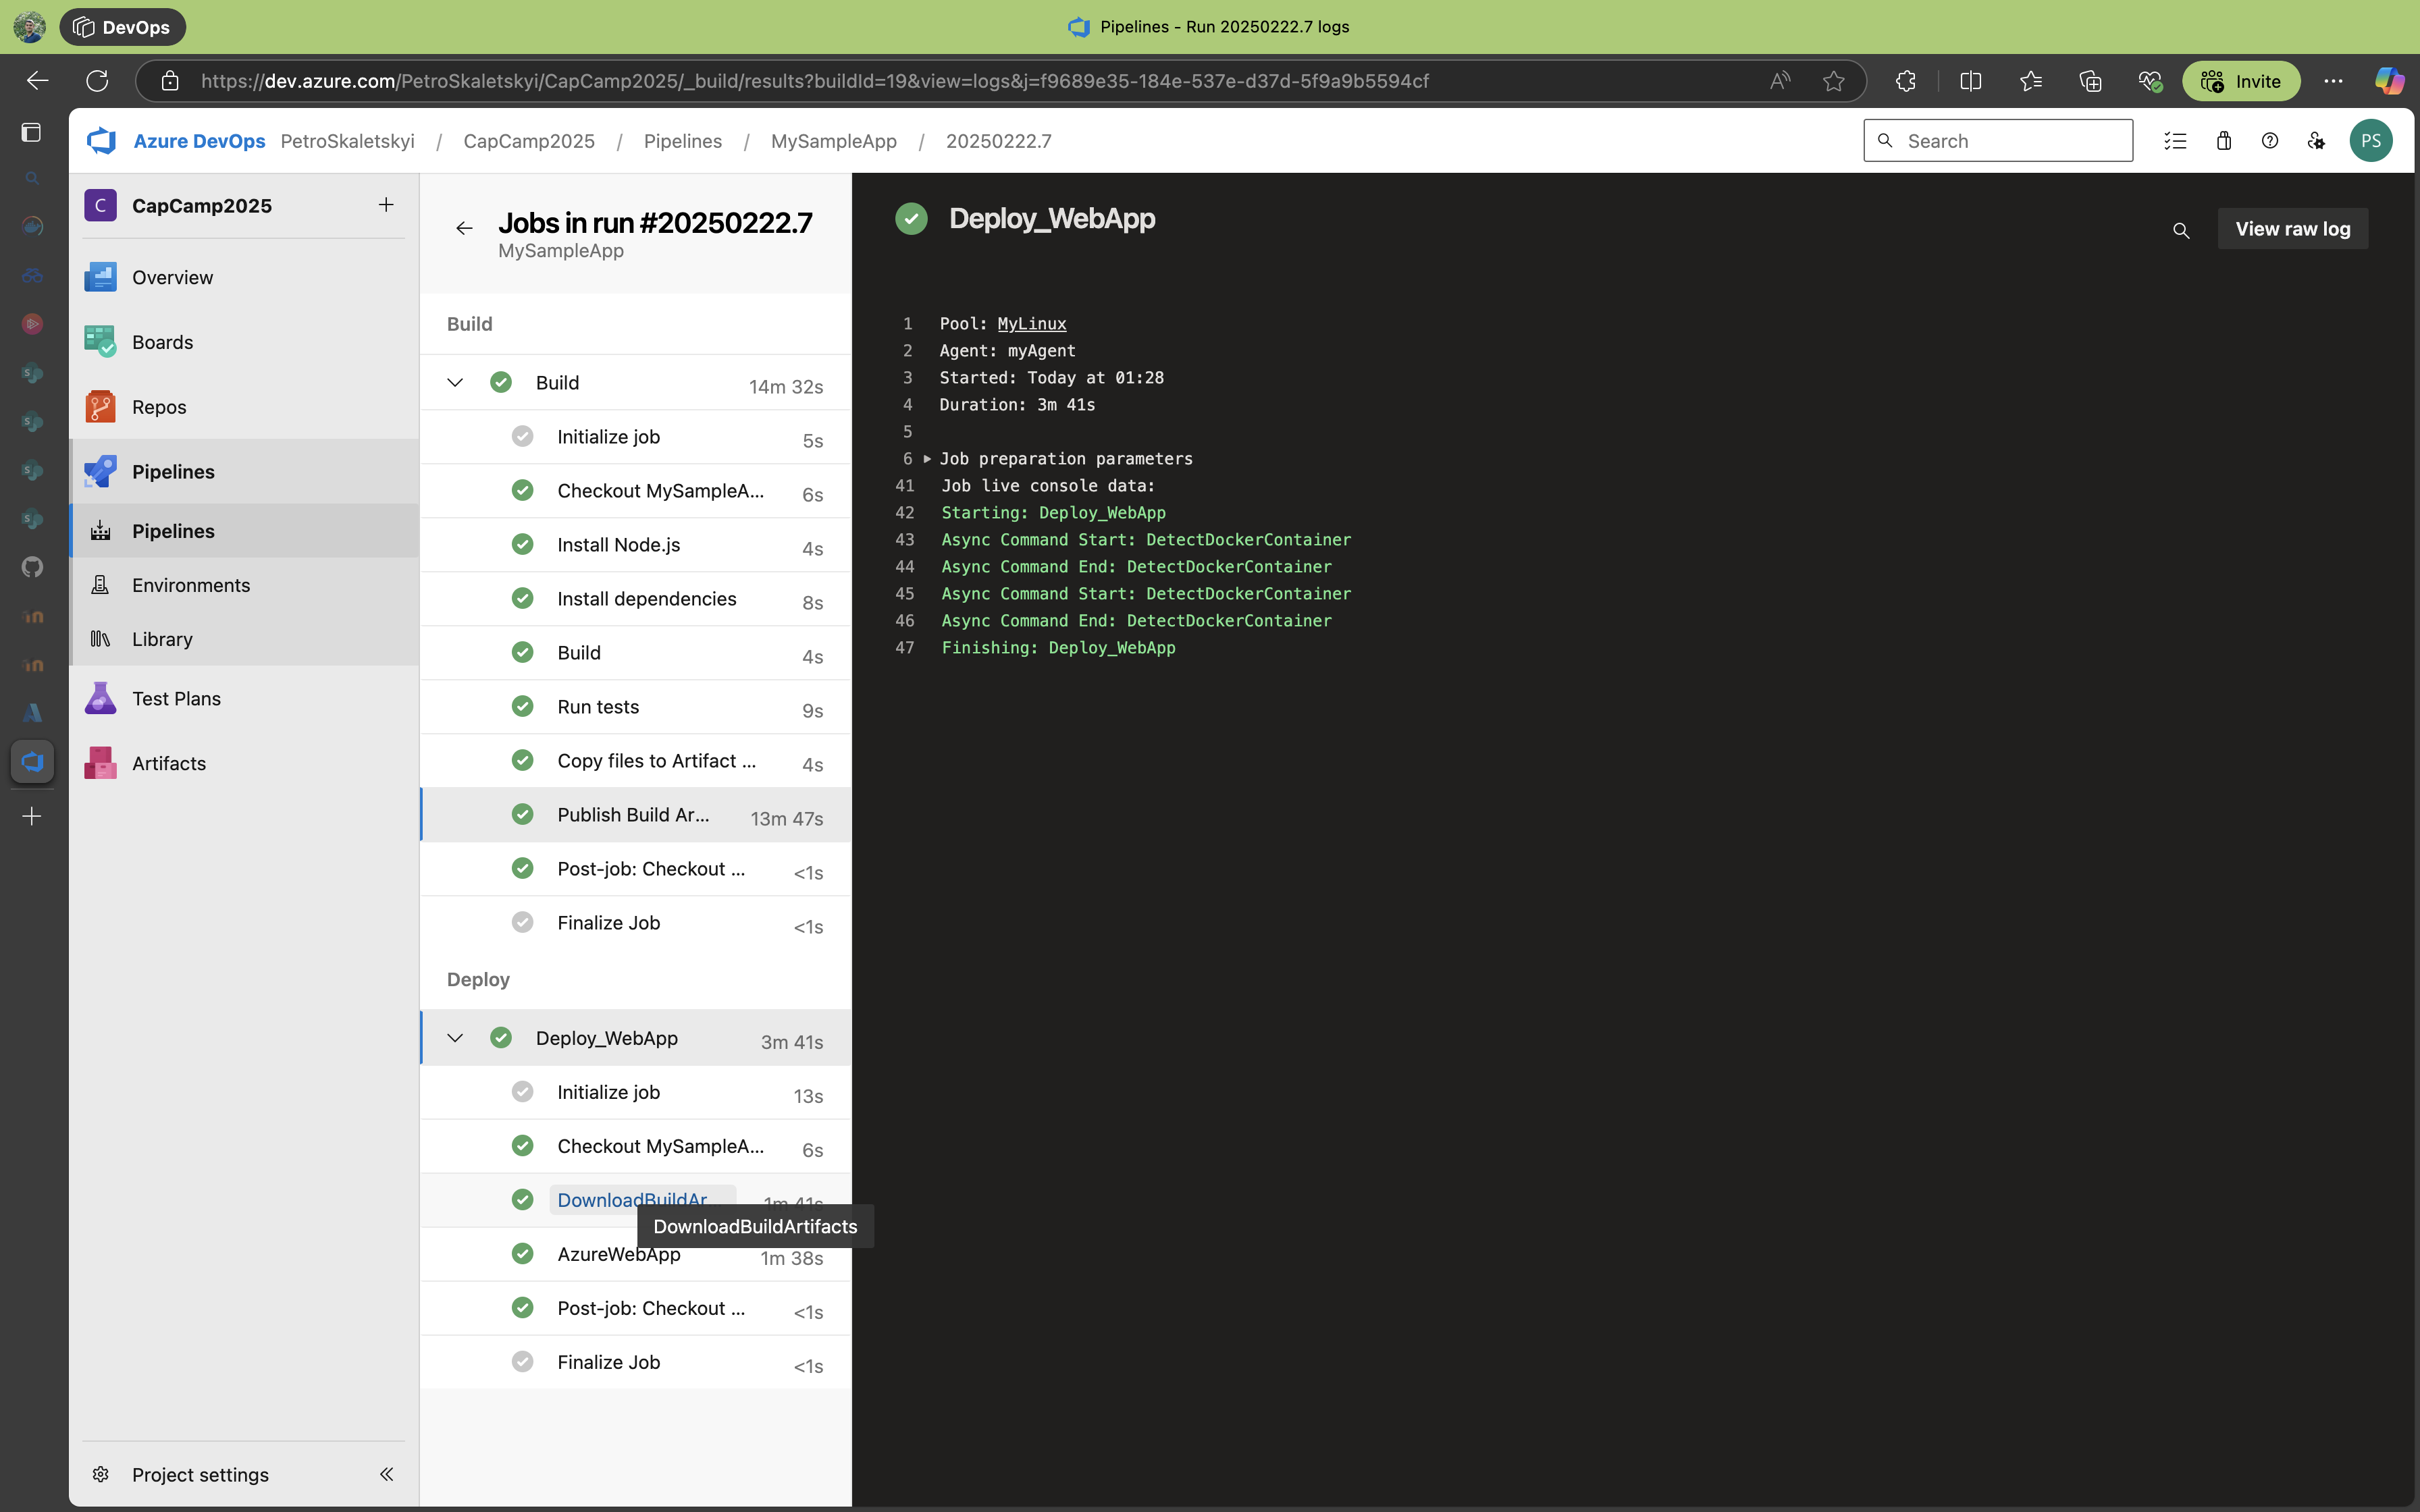 DevOps
Pipelines - Run 20250222.7 logs
https://dev.azure.com/PetroSkaletskyi/CapCamp2025/_build/results?buildId=19&view=logs&j=f9689e35-184e-537e-d37d-5f9a9b5594cf
Invite
Azure DevOps PetroSkaletskyi / CapCamp2025 / Pipelines / MySampleApp / 20250222.7
Search
PS
C CapCamp2025
Overview
Boards
Repos
Pipelines
Pipelines
Environments
Library
Test Plans
Artifacts
Project settings
Jobs in run #20250222.7
MySampleApp
Build
Build 14m 32s
Initialize job 5s
Checkout MySampleA... 6s
Install Node.js 4s
Install dependencies 8s
Build 4s
Run tests 9s
Copy files to Artifact ... 4s
Publish Build Ar... 13m 47s
Post-job: Checkout ... <1s
Finalize Job <1s
Deploy
Deploy_WebApp 3m 41s
Initialize job 13s
Checkout MySampleA... 6s
DownloadBuildAr... 1m 41s
DownloadBuildArtifacts
AzureWebApp 1m 38s
Post-job: Checkout ... <1s
Finalize Job <1s
Deploy_WebApp
View raw log
1 Pool: MyLinux
2 Agent: myAgent
3 Started: Today at 01:28
4 Duration: 3m 41s
5
6 Job preparation parameters
41 Job live console data:
42 Starting: Deploy_WebApp
43 Async Command Start: DetectDockerContainer
44 Async Command End: DetectDockerContainer
45 Async Command Start: DetectDockerContainer
46 Async Command End: DetectDockerContainer
47 Finishing: Deploy_WebApp